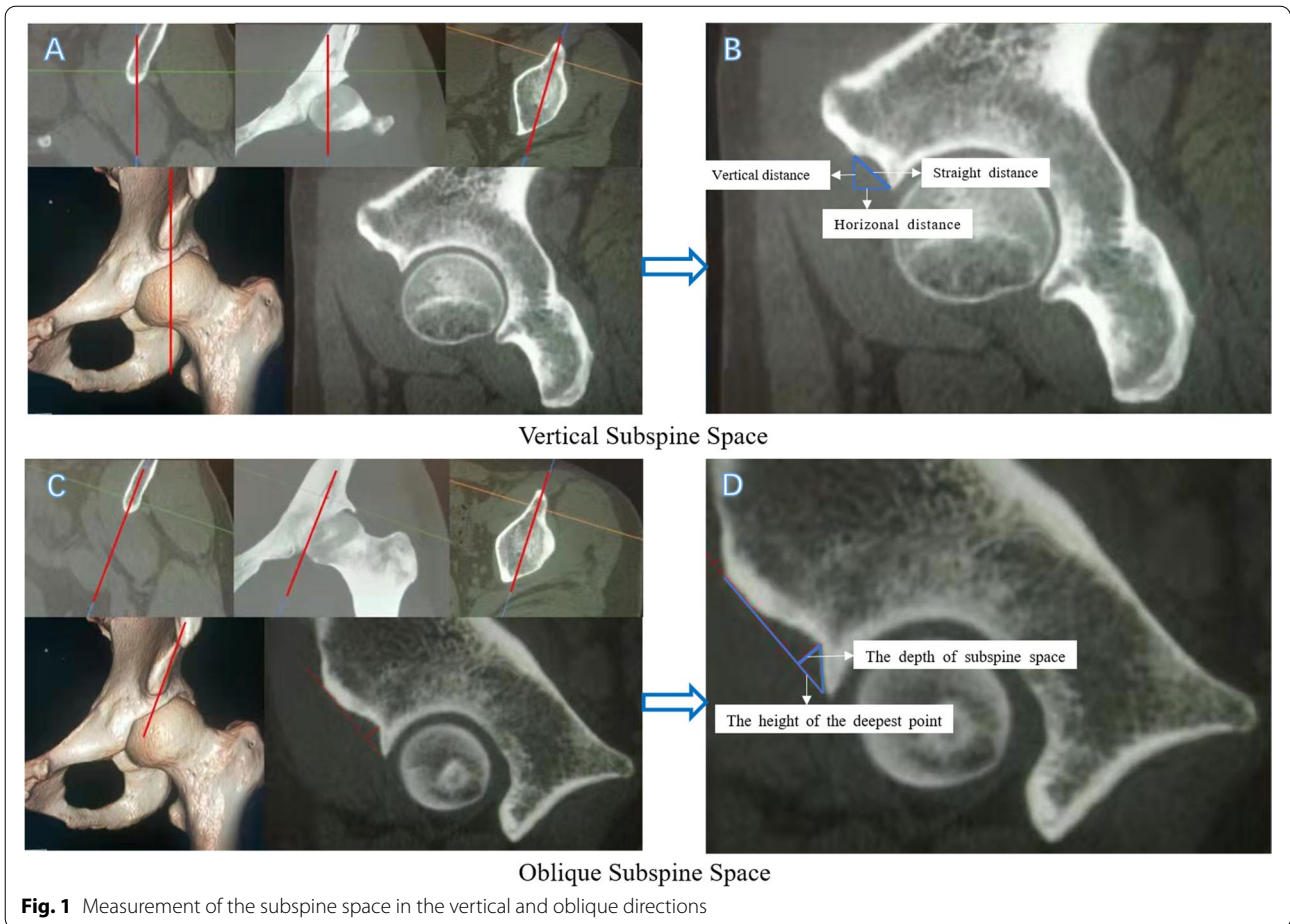 A
B
Vertical distance
Straight distance
Horizonal distance
Vertical Subspine Space
C
D
The depth of subspine space
The height of the deepest point
Oblique Subspine Space
Fig. 1 Measurement of the subspine space in the vertical and oblique directions